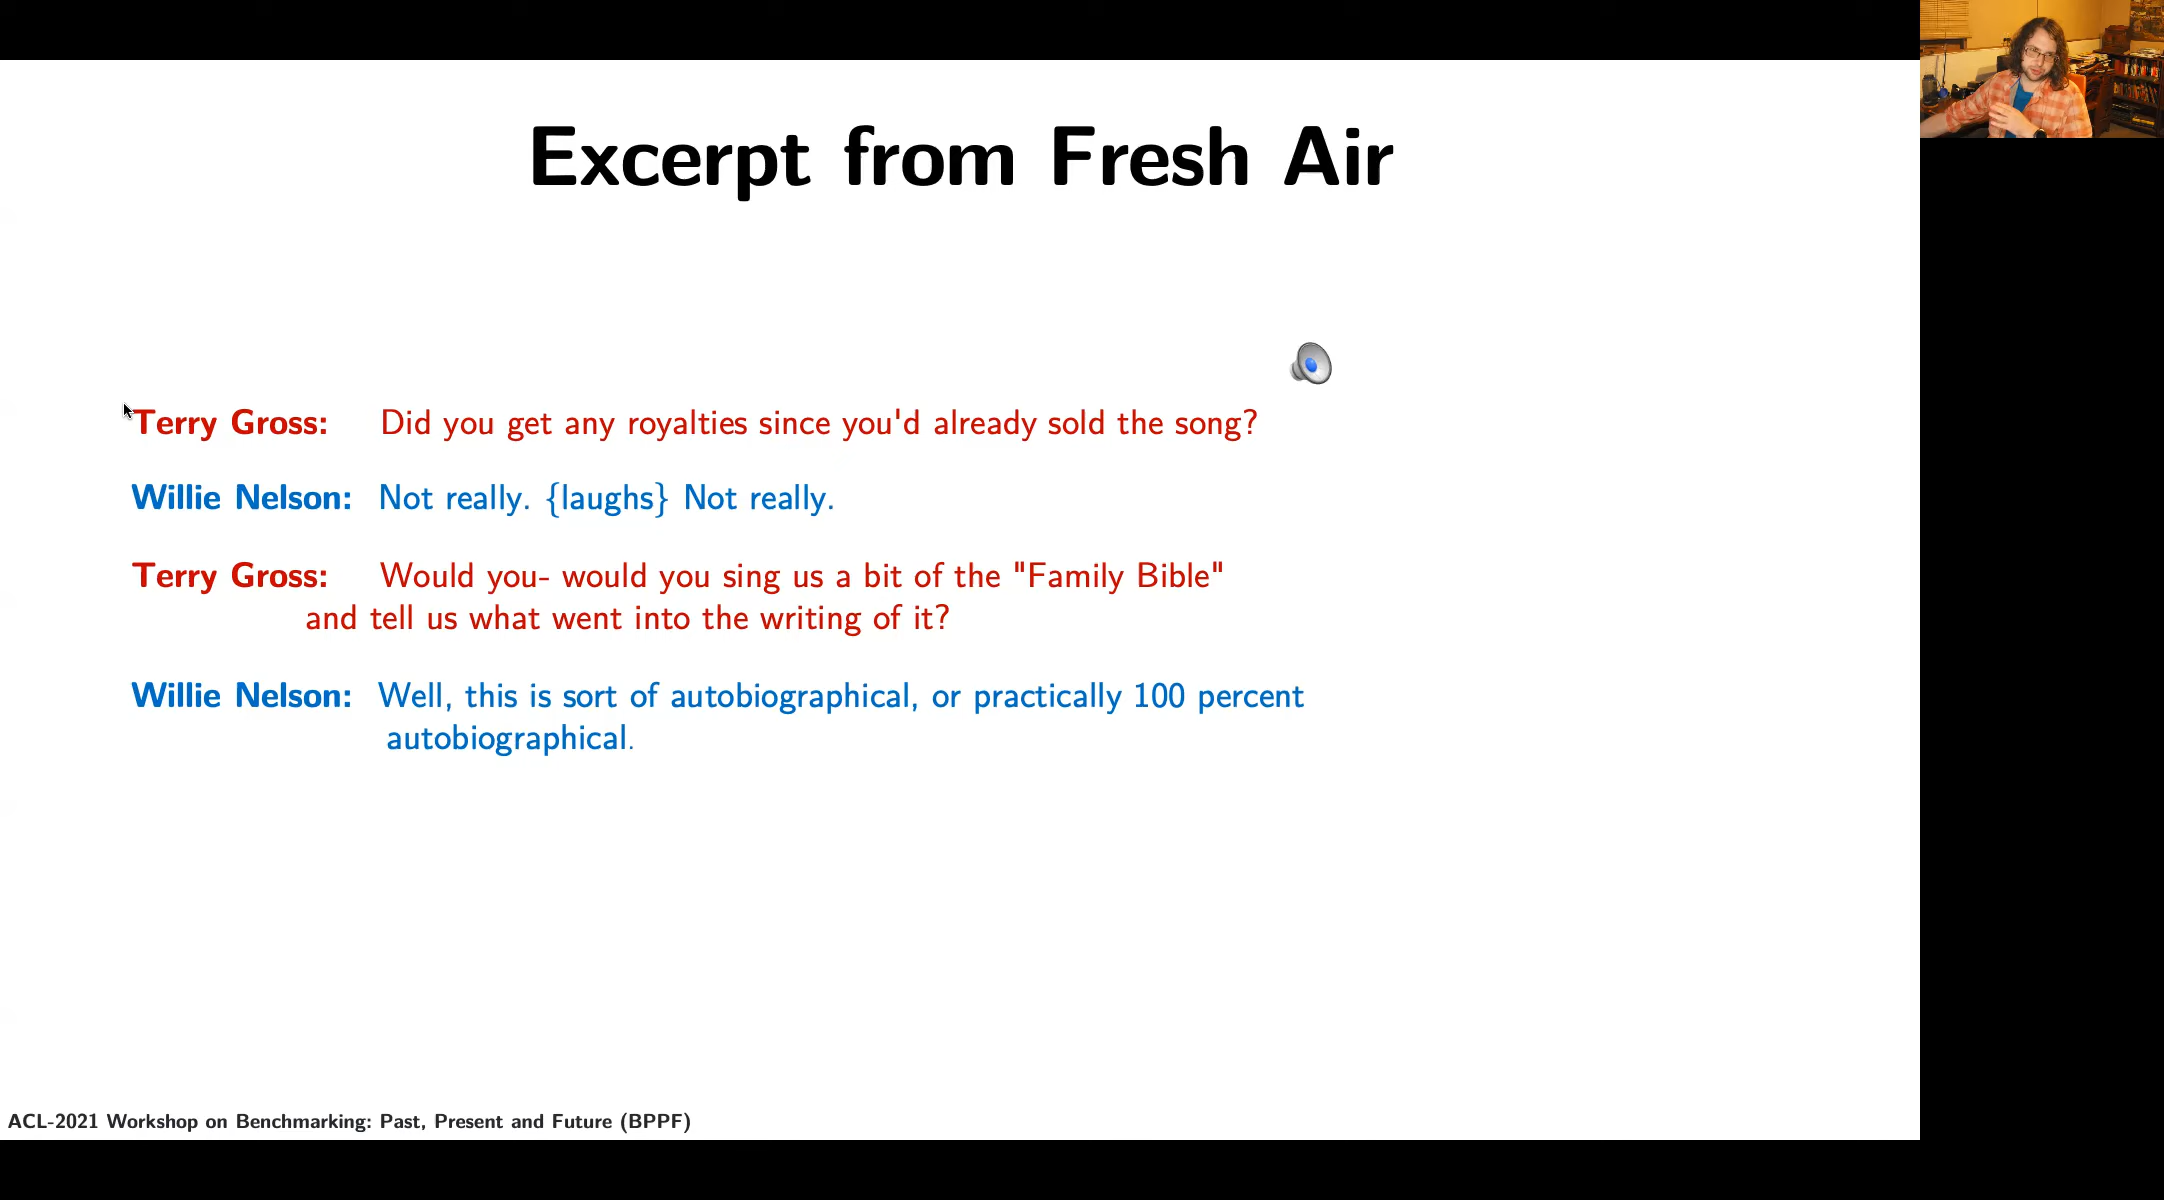 Excerpt from Fresh Air
Terry Gross: Did you get any royalties since you'd already sold the song?
Willie Nelson: Not really. {laughs} Not really.
Terry Gross: Would you- would you sing us a bit of the "Family Bible"
and tell us what went into the writing of it?
Willie Nelson: Well, this is sort of autobiographical, or practically 100 percent
autobiographical.
ACL-2021 Workshop on Benchmarking: Past, Present and Future (BPPF)